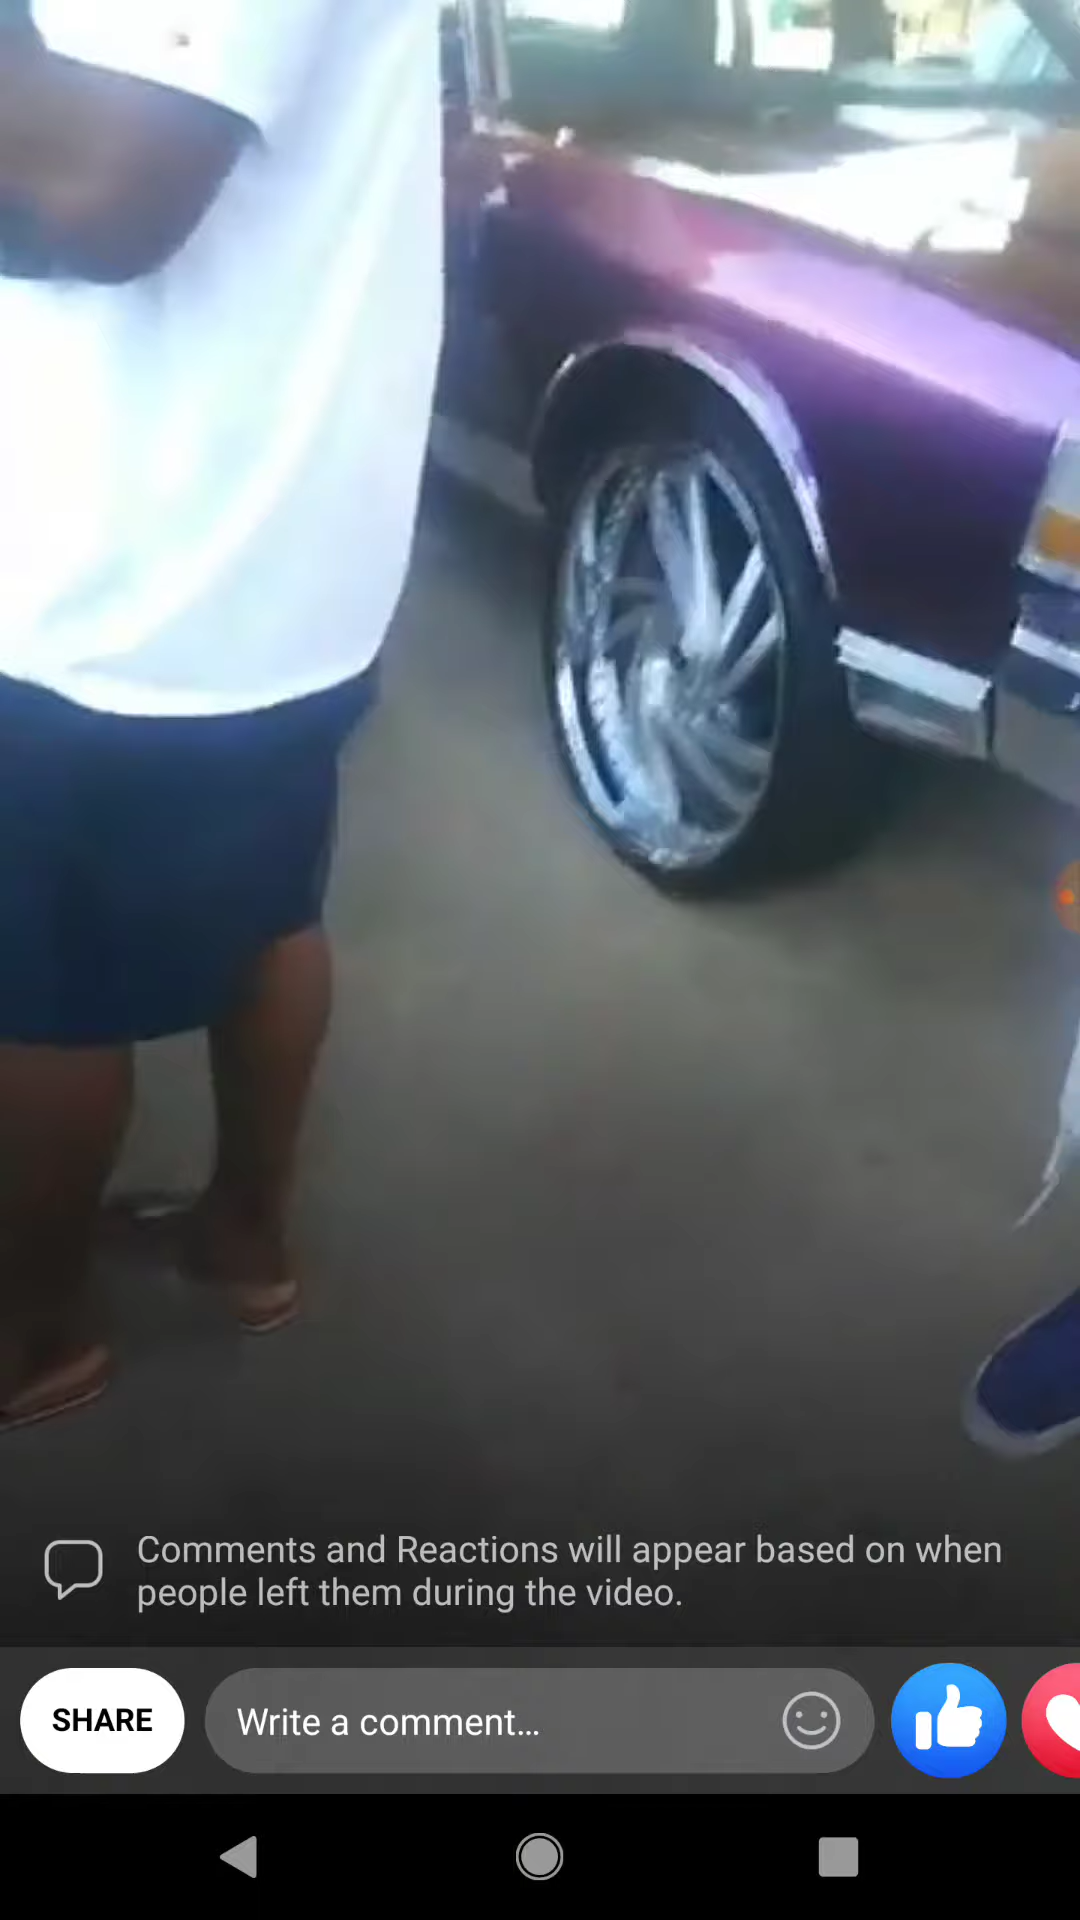 Comments and Reactions will appear based on when
people left them during the video.
SHARE
Write a comment...